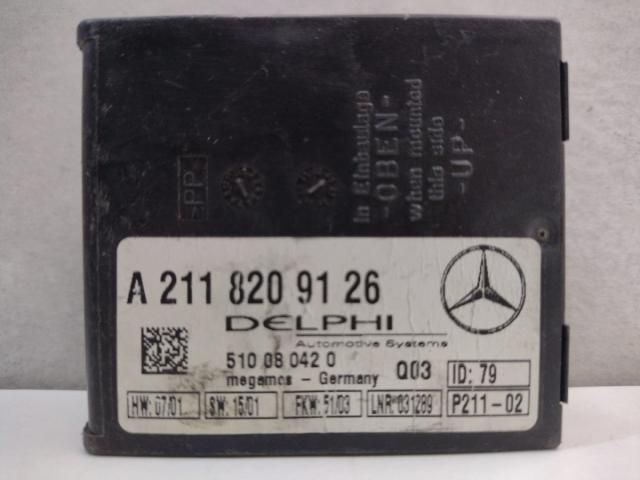 in Einbaulage
-OBEN-
when mounted
this side
-UP-
>PP<
A 211 820 91 26
DELPHI
Automotive Systems
510 08 042 0
megamos - Germany
Q03
ID: 79
HW: 07/01
SW: 15/01
FKW: 51/03
LNR: 031289
P211-02